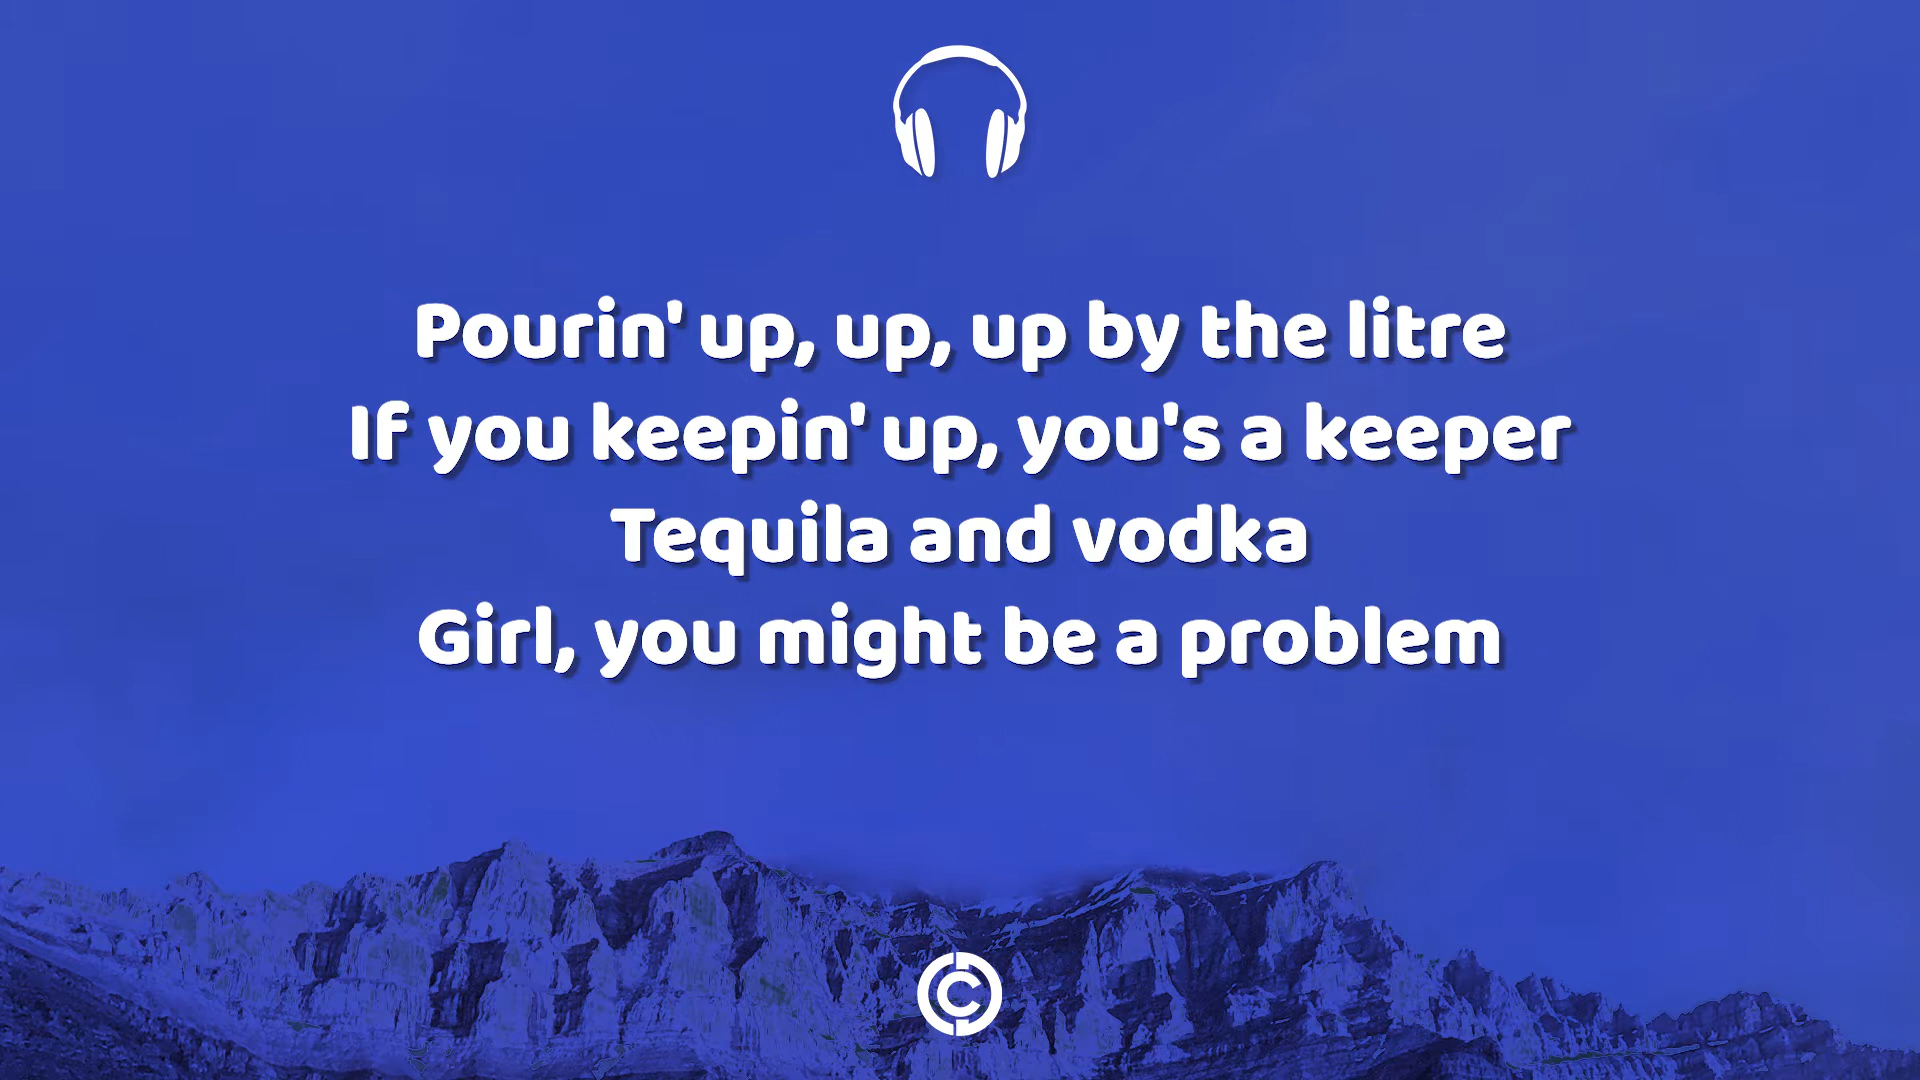 Pourin' up, up, up by the litre
If you keepin' up, you's a keeper
Tequila and vodka
Girl, you might be a problem